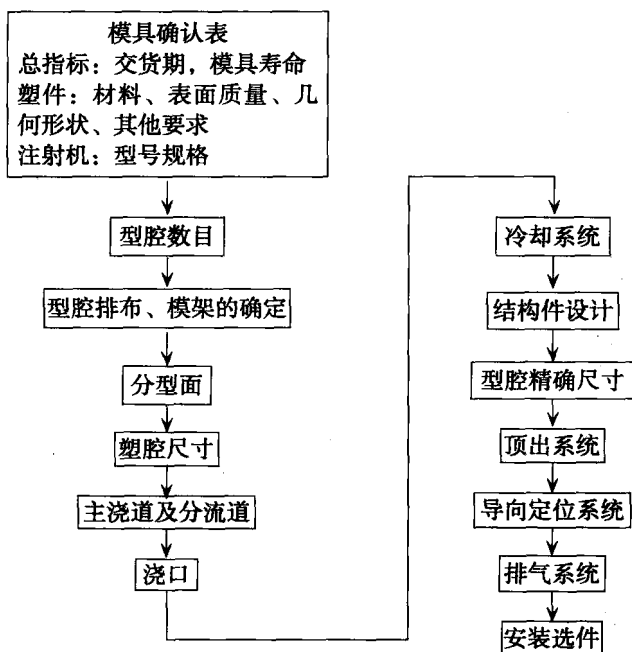 模具确认表
总指标：交货期，模具寿命
塑件：材料、表面质量、几
何形状、其他要求
注射机：型号规格
型腔数目
型腔排布、模架的确定
分型面
塑腔尺寸
主浇道及分流道
浇口
冷却系统
结构件设计
型腔精确尺寸
顶出系统
导向定位系统
排气系统
安装选件